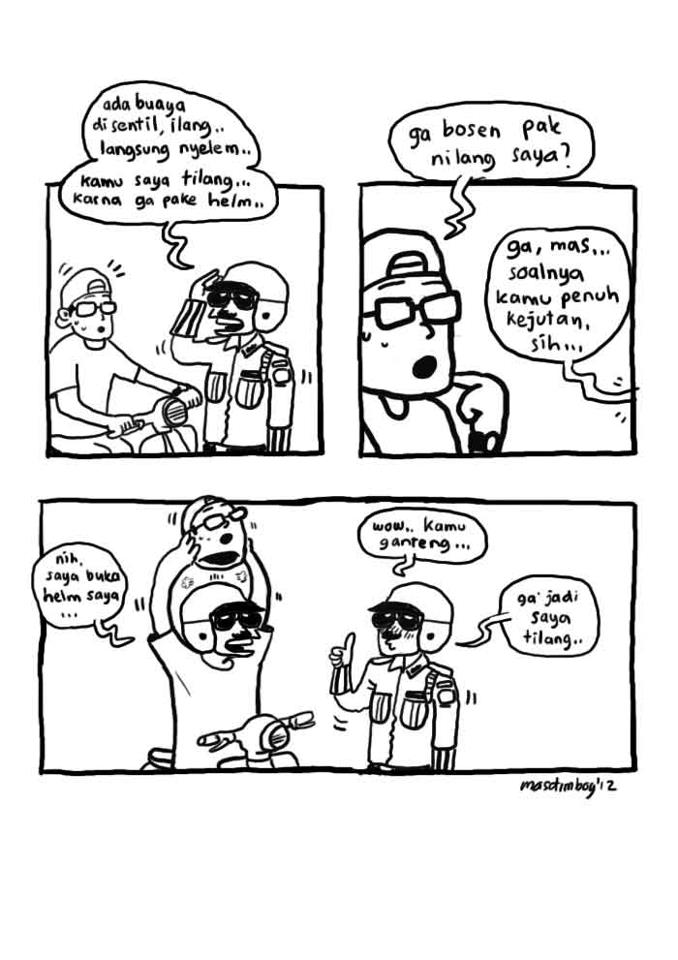 ada buaya
disentil, ilang..
langsung nyelem..
kamu saya tilang...
karna ga pake helm..
ga bosen pak
nilang saya?
ga, mas...
soalnya
kamu penuh
kejutan,
sih...
nih,
saya buka
helm saya
...
wow.. kamu
ganteng...
ga' jadi
saya
tilang..
masdimboy'12